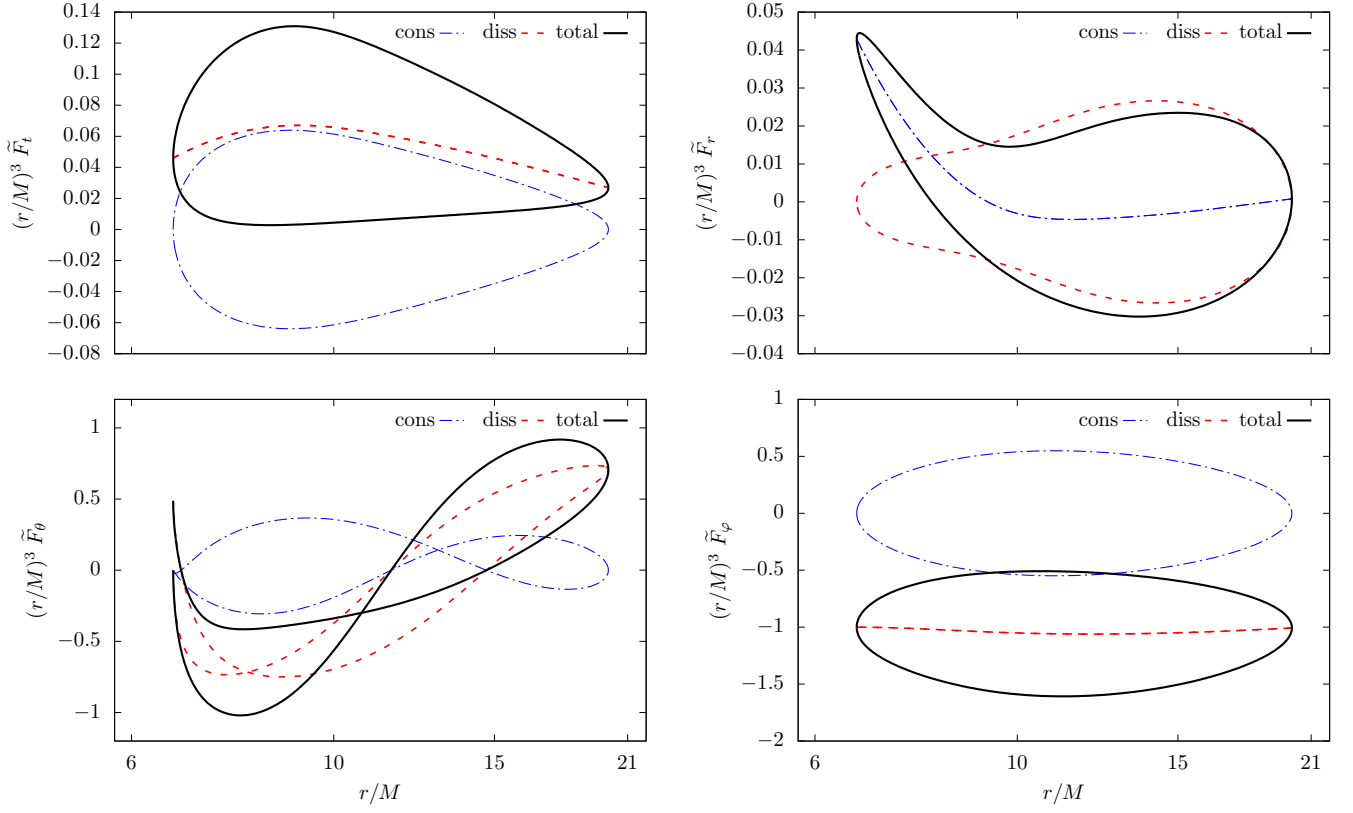 cons diss total
0.14
0.12
0.1
0.08
0.06
0.04
0.02
0
−0.02
−0.04
−0.06
−0.08
(r/M)³ F̃ₜ
cons diss total
0.05
0.04
0.03
0.02
0.01
0
−0.01
−0.02
−0.03
−0.04
(r/M)³ F̃ᵣ
cons diss total
1
0.5
0
−0.5
−1
(r/M)³ F̃_θ
6 10 15 21
r/M
cons diss total
1
0.5
0
−0.5
−1
−1.5
−2
(r/M)³ F̃_φ
6 10 15 21
r/M